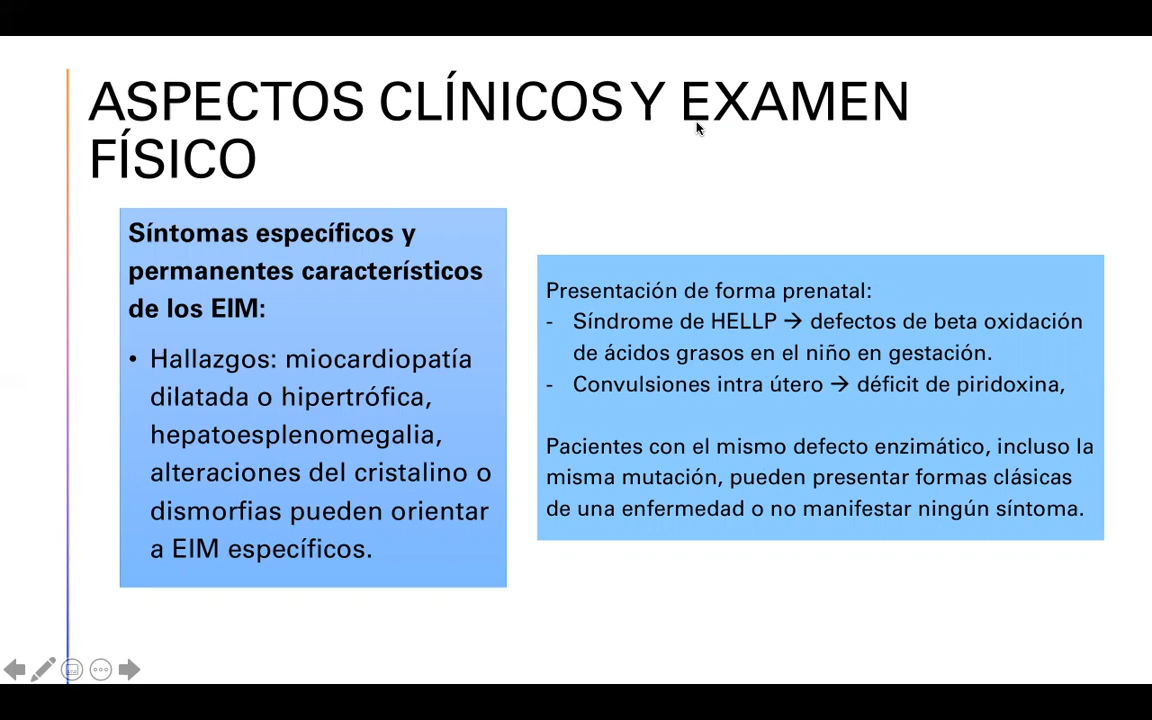 ASPECTOS CLÍNICOS Y EXAMEN
FÍSICO
Síntomas específicos y
permanentes característicos
de los EIM:
• Hallazgos: miocardiopatía
dilatada o hipertrófica,
hepatoesplenomegalia,
alteraciones del cristalino o
dismorfias pueden orientar
a EIM específicos.
Presentación de forma prenatal:
- Síndrome de HELLP → defectos de beta oxidación
de ácidos grasos en el niño en gestación.
- Convulsiones intra útero → déficit de piridoxina,
Pacientes con el mismo defecto enzimático, incluso la
misma mutación, pueden presentar formas clásicas
de una enfermedad o no manifestar ningún síntoma.